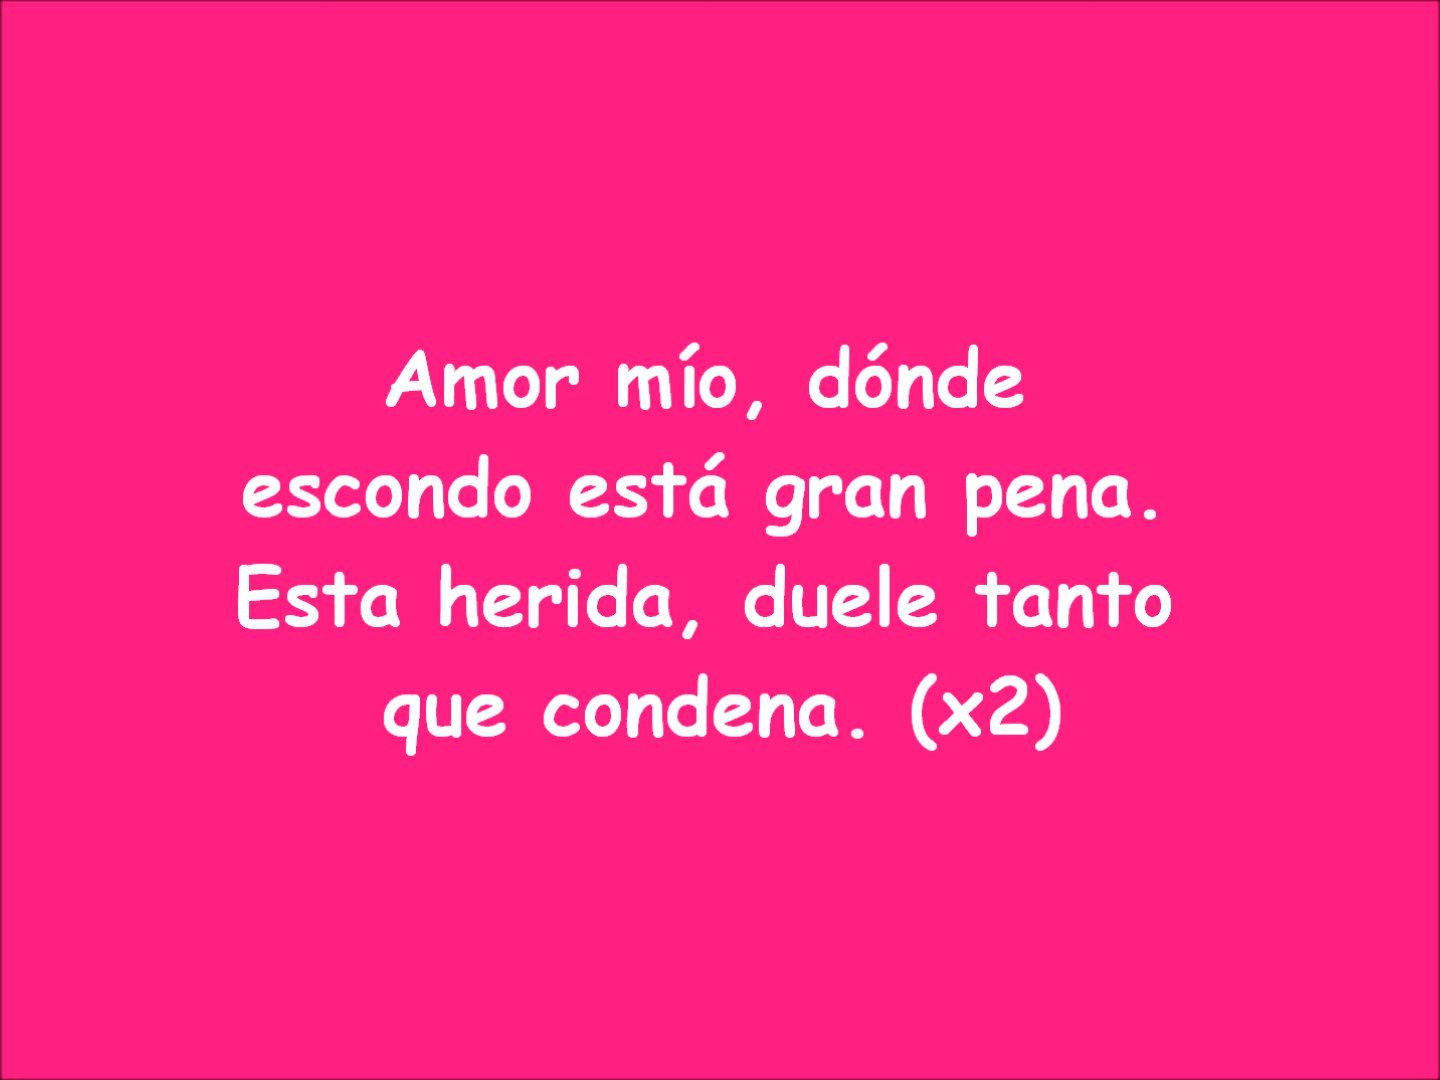 Amor mío, dónde
escondo está gran pena.
Esta herida, duele tanto
que condena. (x2)